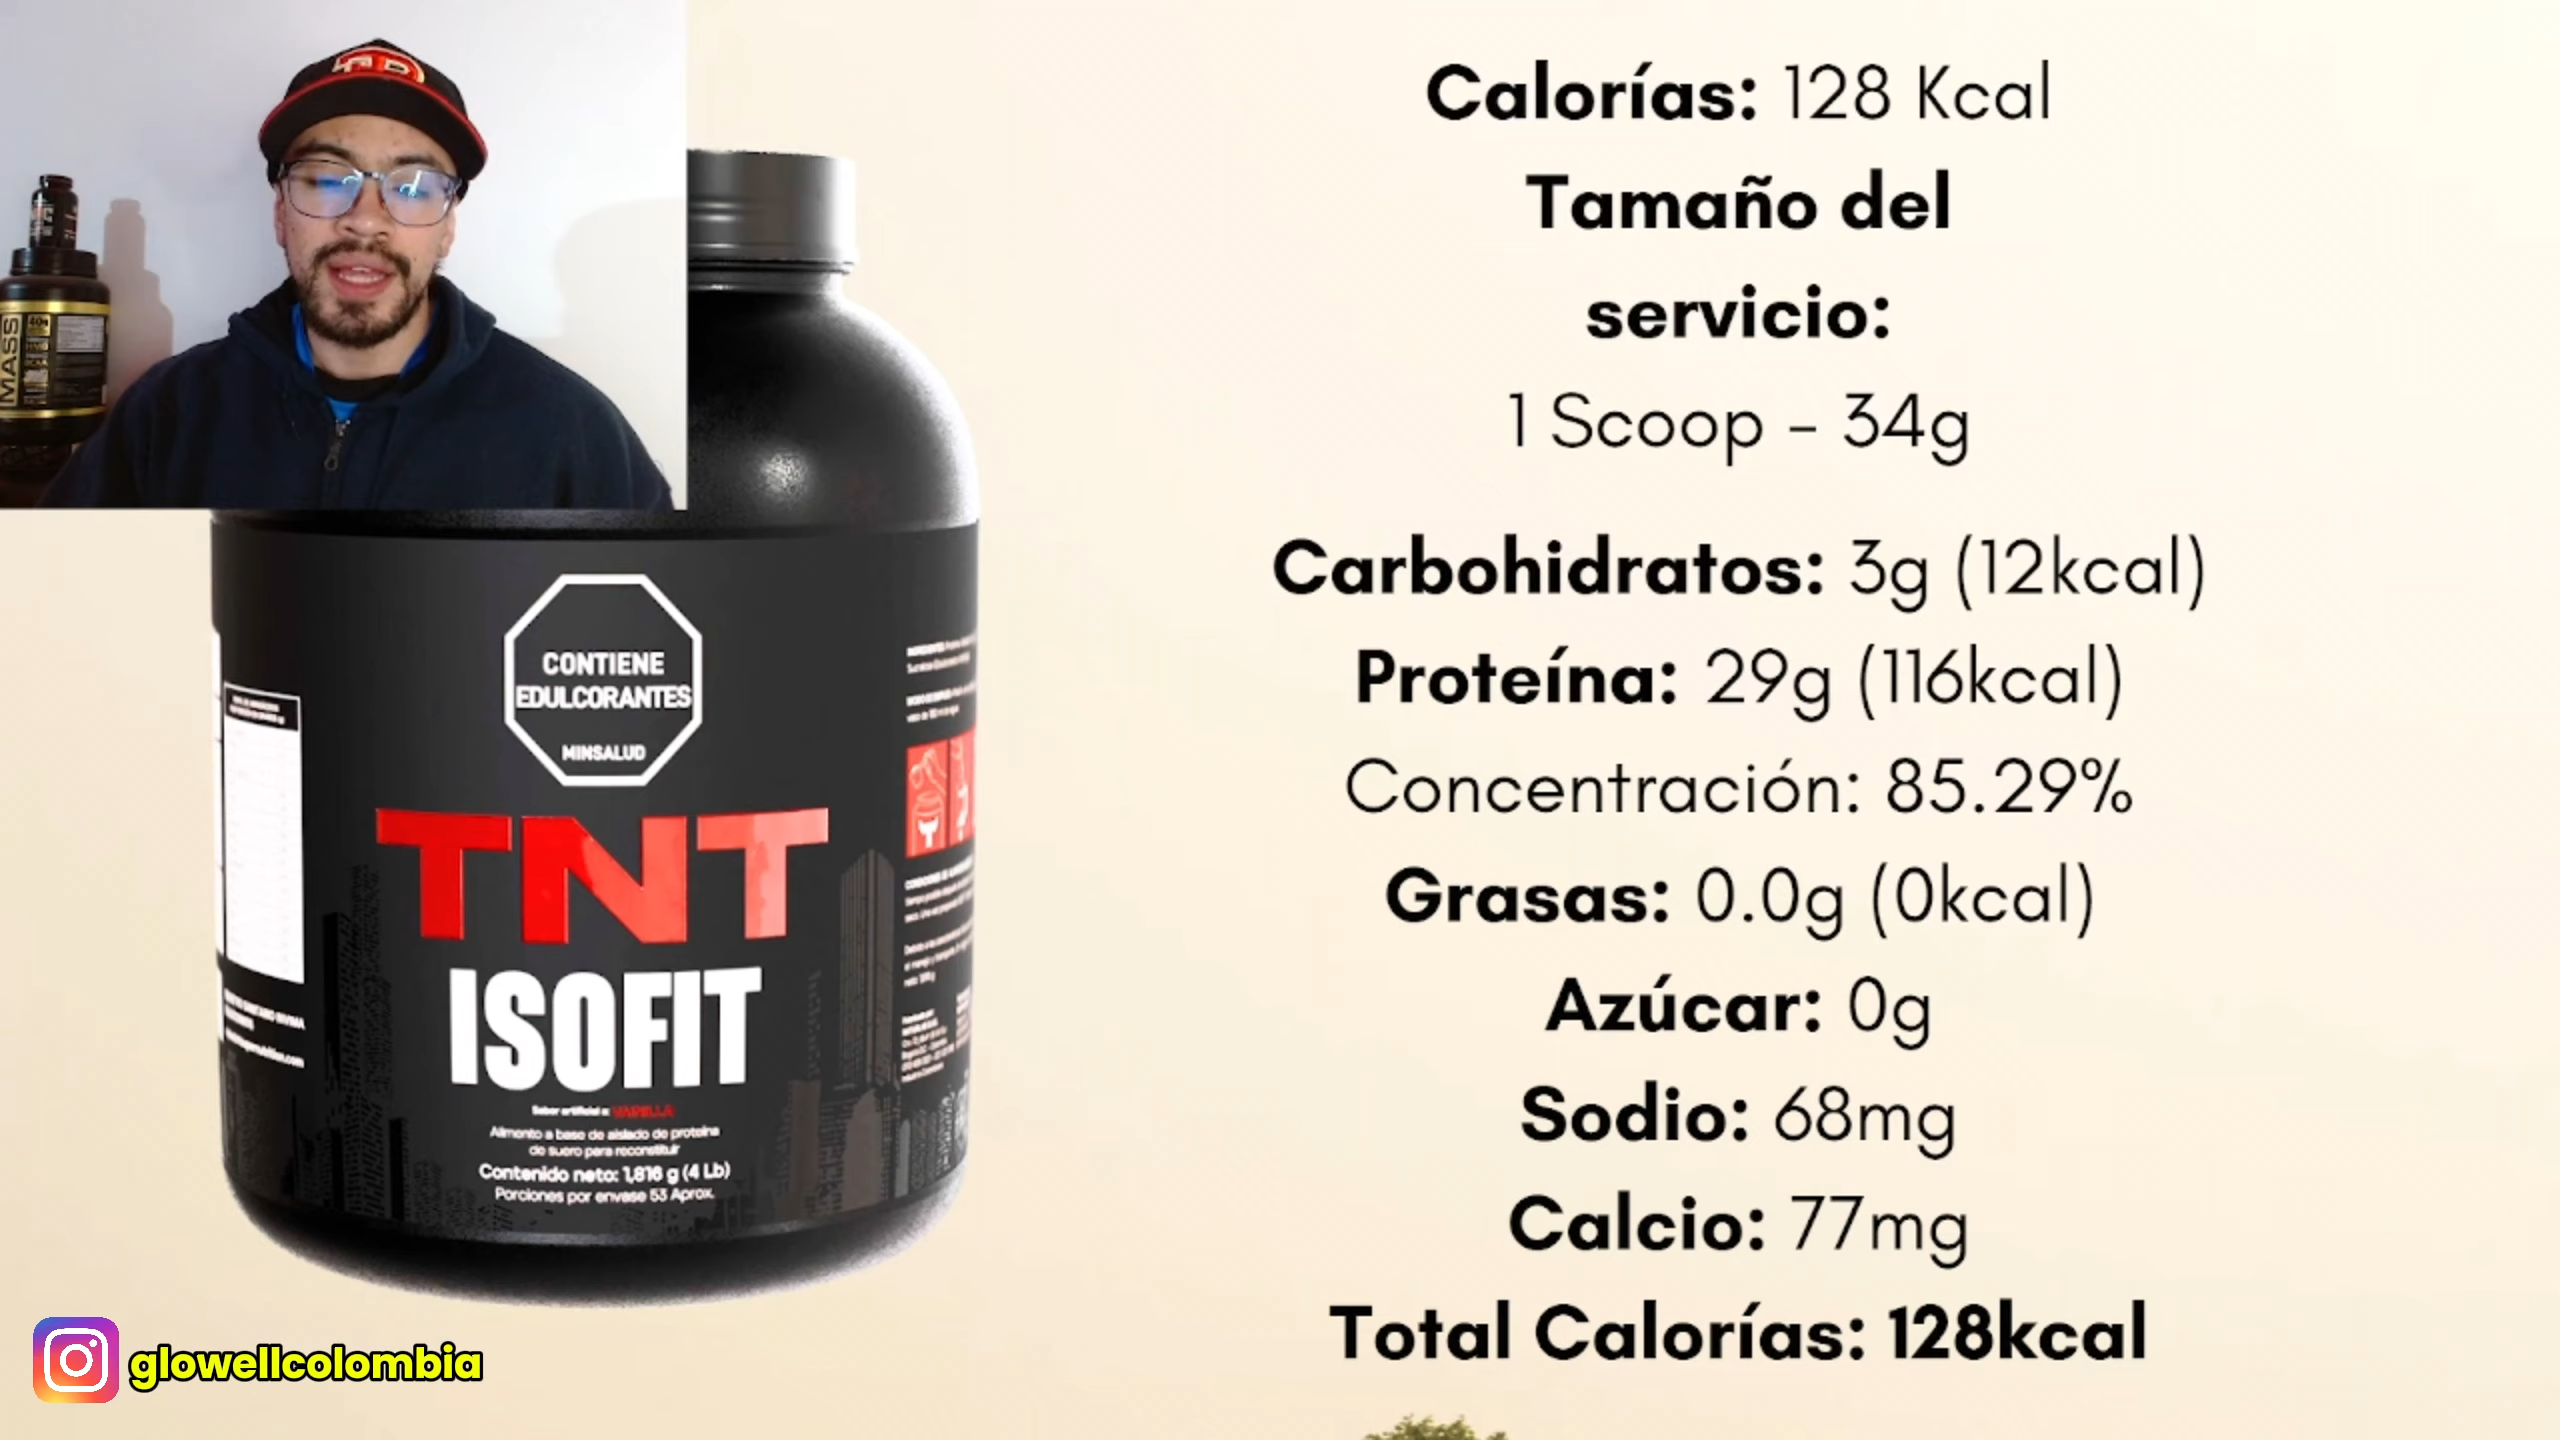 Calorías: 128 Kcal
Tamaño del
servicio:
1 Scoop - 34g
Carbohidratos: 3g (12kcal)
Proteína: 29g (116kcal)
Concentración: 85.29%
Grasas: 0.0g (0kcal)
Azúcar: 0g
Sodio: 68mg
Calcio: 77mg
Total Calorías: 128kcal
MASS
CONTIENE
EDULCORANTES
MINSALUD
TNT
ISOFIT
Sabor artificial a: VAINILLA
Alimento a base de aislado de proteína
de suero para reconstituir
Contenido neto: 1,816 g (4 Lb)
Porciones por envase 53 Aprox.
glowellcolombia